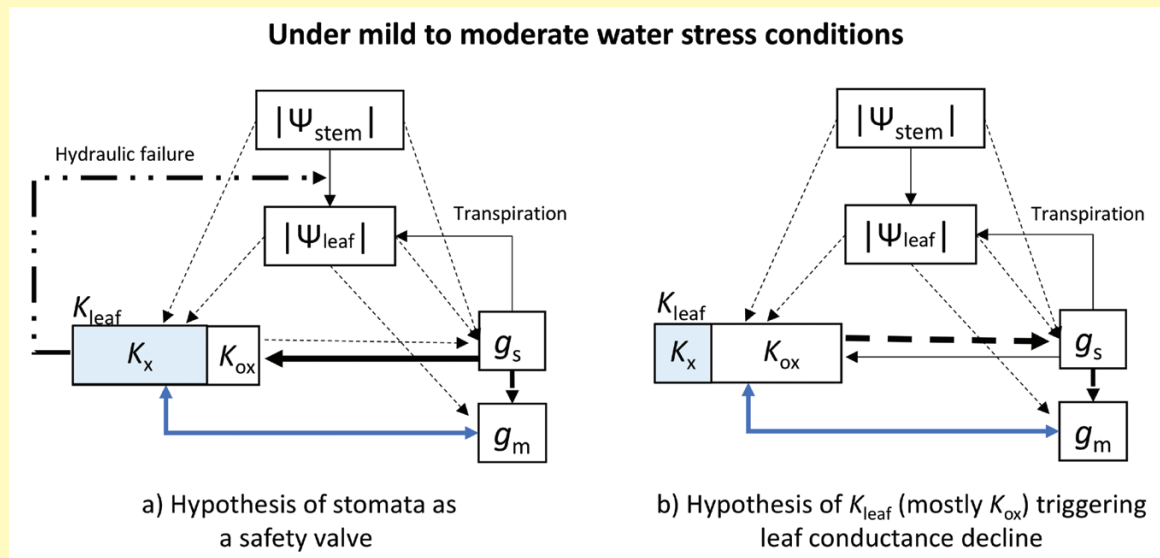 Under mild to moderate water stress conditions
|Ψstem|
Hydraulic failure
|Ψleaf|
Transpiration
Kleaf
Kx
Kox
gs
gm
a) Hypothesis of stomata as
a safety valve
|Ψstem|
|Ψleaf|
Transpiration
Kleaf
Kx
Kox
gs
gm
b) Hypothesis of Kleaf (mostly Kox) triggering
leaf conductance decline